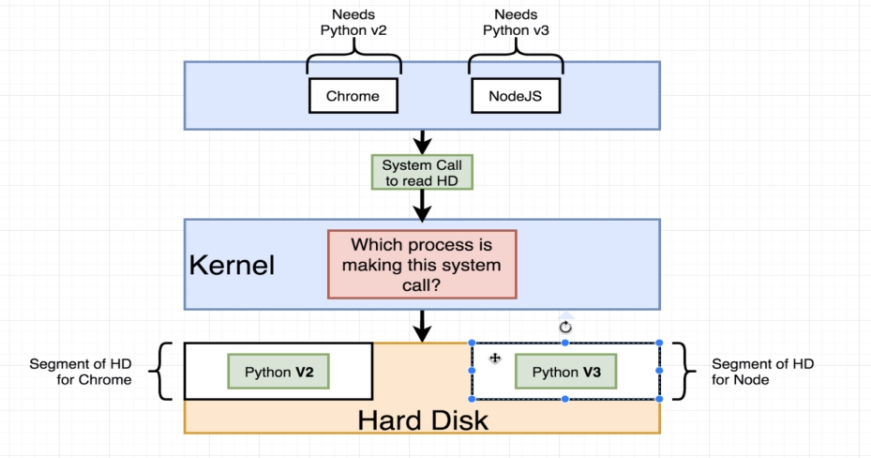 Needs
Python v2
Needs
Python v3
Chrome
NodeJS
System Call
to read HD
Kernel
Which process is
making this system
call?
Segment of HD
for Chrome
Python V2
Python V3
Segment of HD
for Node
Hard Disk